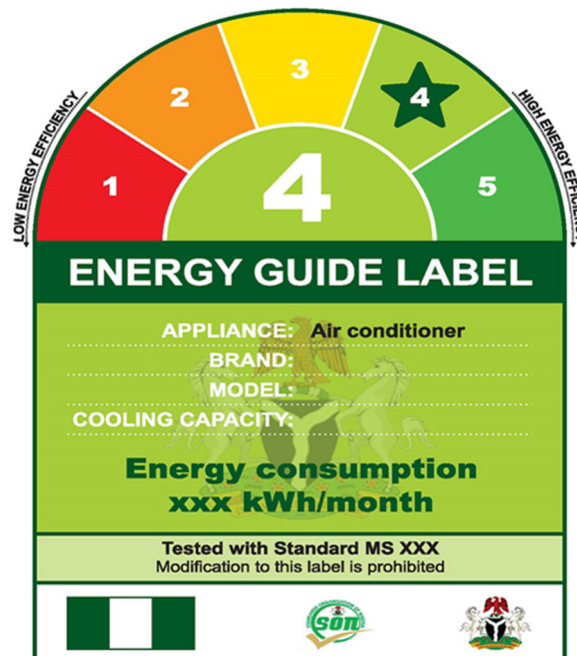 3
2
4
1
5
4
LOW ENERGY EFFICIENCY
HIGH ENERGY EFFICIENCY
ENERGY GUIDE LABEL
APPLIANCE: Air conditioner
BRAND:
MODEL:
COOLING CAPACITY:
Energy consumption
xxx kWh/month
Tested with Standard MS XXX
Modification to this label is prohibited
SON